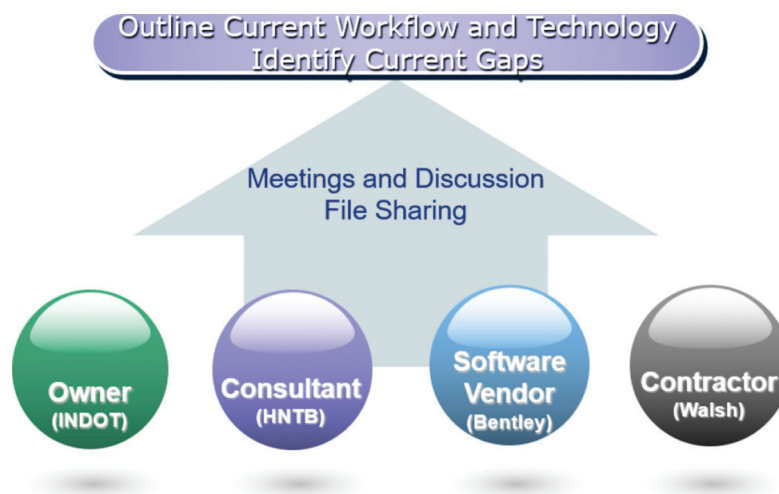 Outline Current Workflow and Technology
Identify Current Gaps
Meetings and Discussion
File Sharing
Owner
(INDOT)
Consultant
(HNTB)
Software
Vendor
(Bentley)
Contractor
(Walsh)